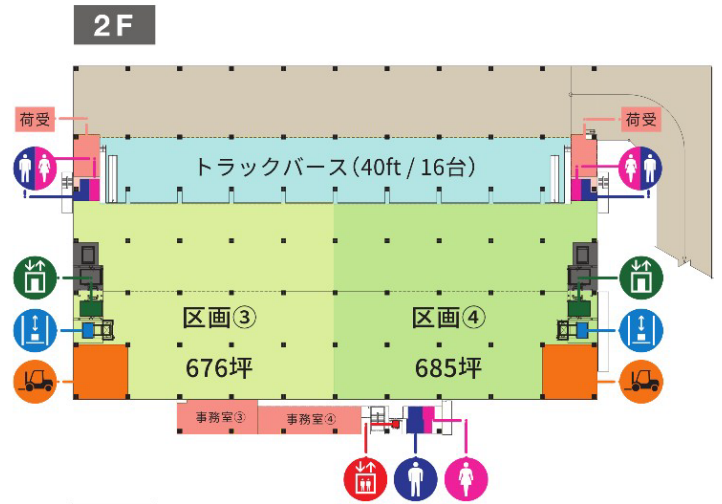 2F
荷受
荷受
トラックバース(40ft / 16台)
区画③
676坪
区画④
685坪
事務室③
事務室④